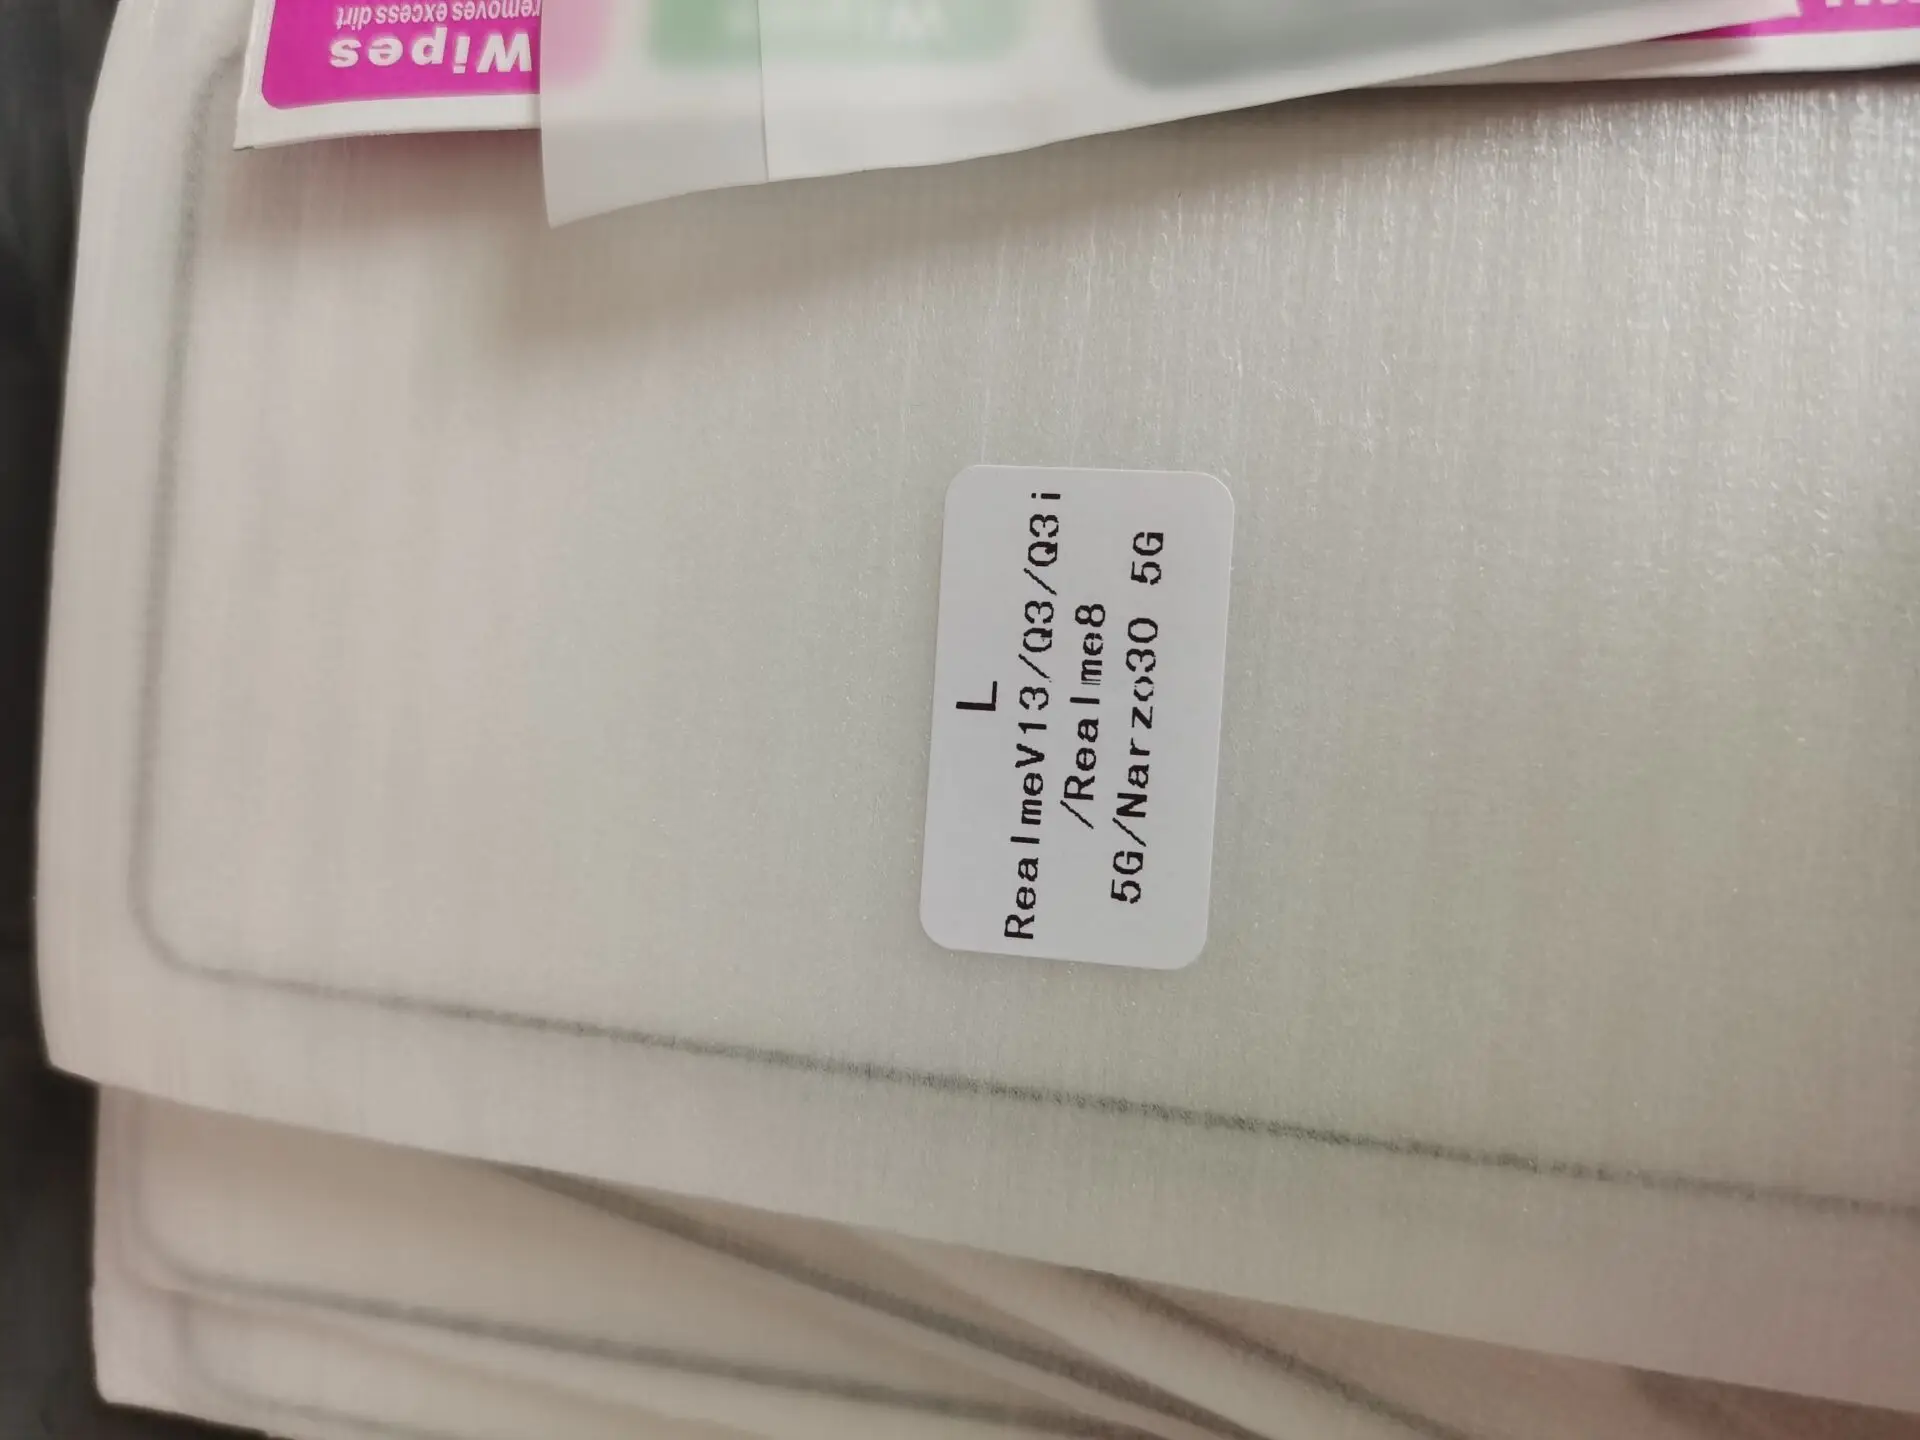 Wipes
removes excess dirt
L
RealmeV13/Q3/Q3i
/Realme8
5G/Narzo30 5G